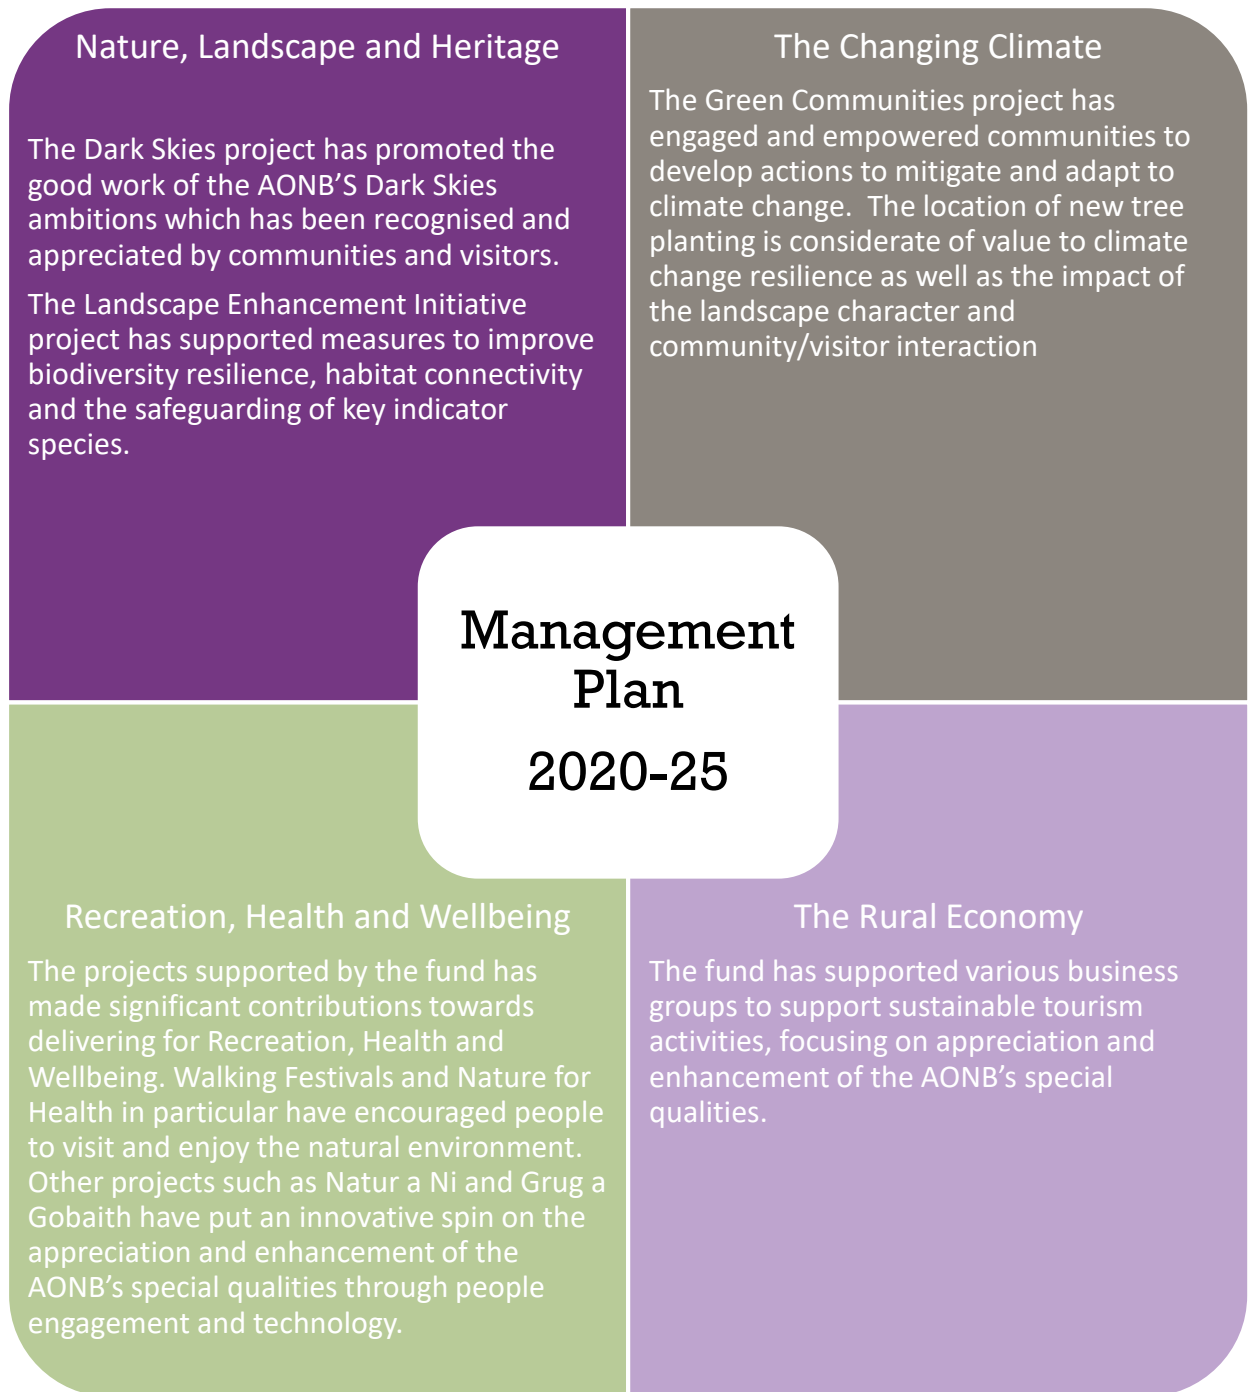 Nature, Landscape and Heritage
The Dark Skies project has promoted the
good work of the AONB’S Dark Skies
ambitions which has been recognised and
appreciated by communities and visitors.
The Landscape Enhancement Initiative
project has supported measures to improve
biodiversity resilience, habitat connectivity
and the safeguarding of key indicator
species.
The Changing Climate
The Green Communities project has
engaged and empowered communities to
develop actions to mitigate and adapt to
climate change.  The location of new tree
planting is considerate of value to climate
change resilience as well as the impact of
the landscape character and
community/visitor interaction
Management
Plan
2020-25
Recreation, Health and Wellbeing
The projects supported by the fund has
made significant contributions towards
delivering for Recreation, Health and
Wellbeing. Walking Festivals and Nature for
Health in particular have encouraged people
to visit and enjoy the natural environment.
Other projects such as Natur a Ni and Grug a
Gobaith have put an innovative spin on the
appreciation and enhancement of the
AONB’s special qualities through people
engagement and technology.
The Rural Economy
The fund has supported various business
groups to support sustainable tourism
activities, focusing on appreciation and
enhancement of the AONB’s special
qualities.